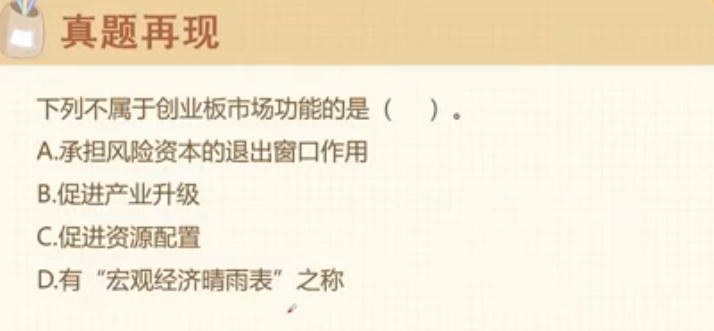 真题再现
下列不属于创业板市场功能的是（ ）。
A.承担风险资本的退出窗口作用
B.促进产业升级
C.促进资源配置
D.有“宏观经济晴雨表”之称